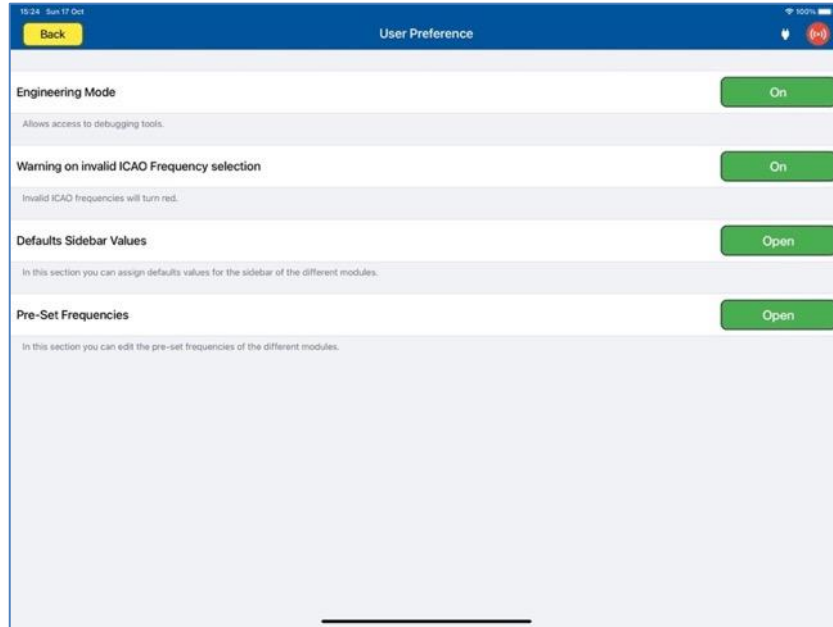 15:24 Sun 17 Oct 100%
Back User Preference
Engineering Mode On
Allows access to debugging tools.
Warning on invalid ICAO Frequency selection On
Invalid ICAO frequencies will turn red.
Defaults Sidebar Values Open
In this section you can assign defaults values for the sidebar of the different modules.
Pre-Set Frequencies Open
In this section you can edit the pre-set frequencies of the different modules.